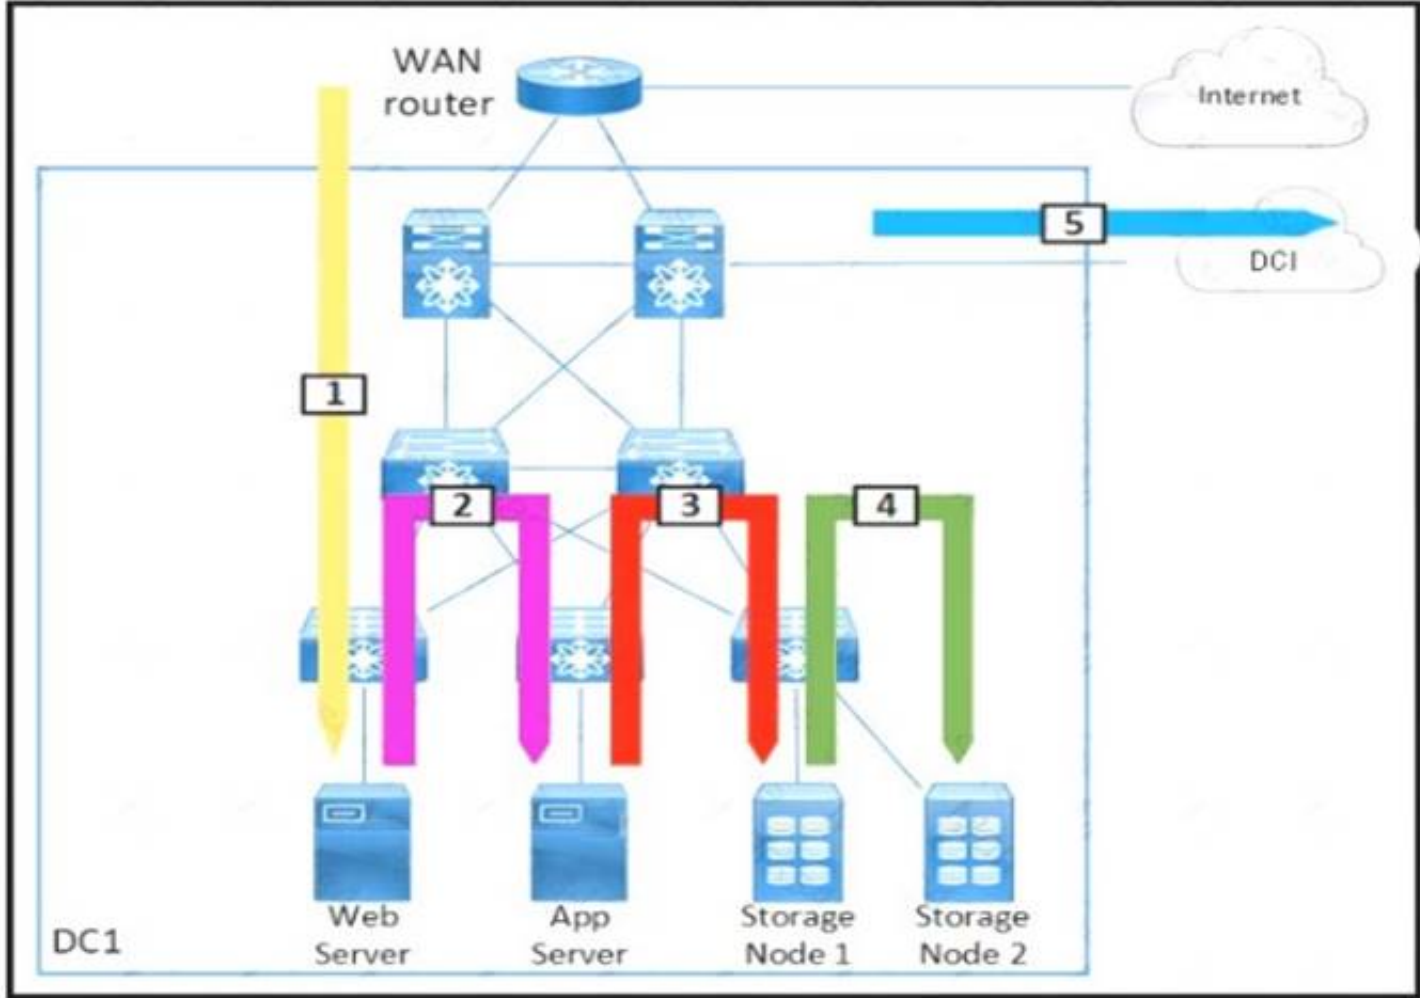 WAN
router
Internet
5
DCI
1
2
3
4
Web
Server
App
Server
Storage
Node 1
Storage
Node 2
DC1